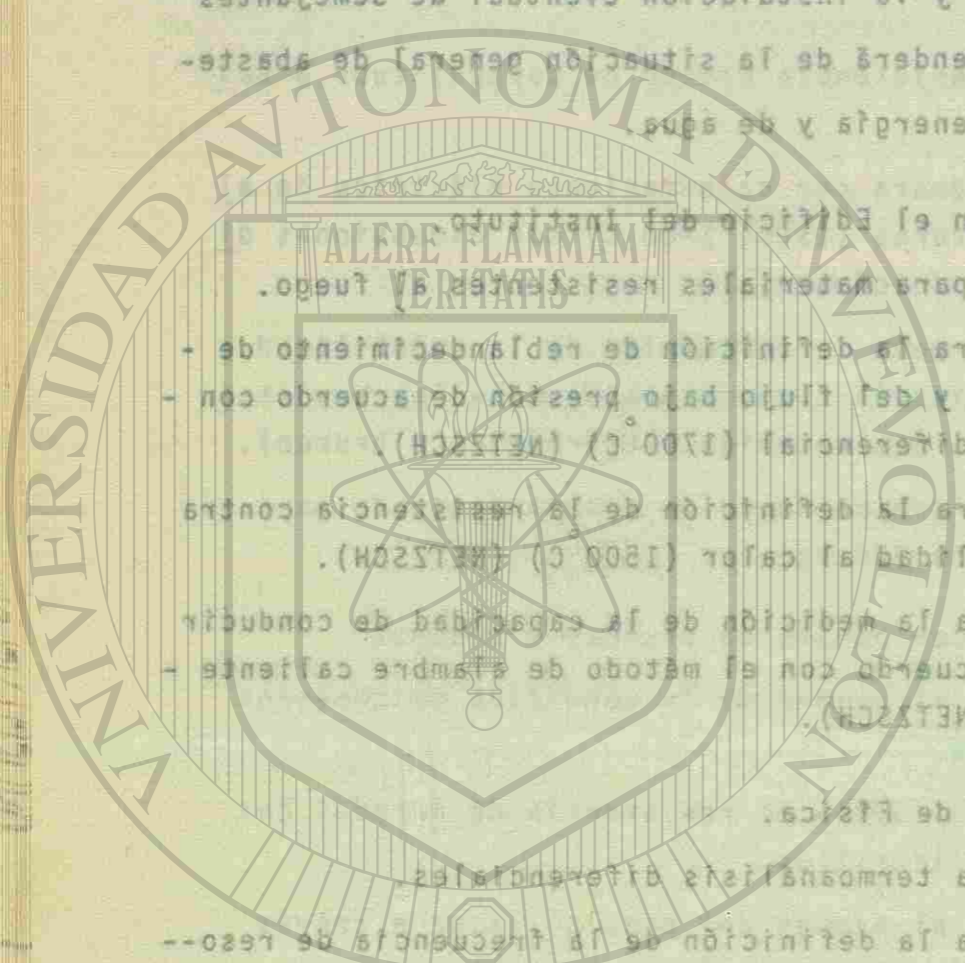 UNIVERSIDAD AUTONOMA DE NUEVO LEON
ALERE FLAMMAM
VERITATIS
y la instalación eventual de semejantes
enderá de la situación general de abaste-
energía y de agua.
n el Edificio del Instituto.
para materiales resistentes al fuego.
ra la definición de reblandecimiento de -
y del flujo bajo presión de acuerdo con -
diferencial (1700°C) (NETZSCH).
ra la definición de la resistencia contra
lidad al calor (1500°C) (NETZSCH).
a la medición de la capacidad de conducir
cuerdo con el método de alambre caliente -
NETZSCH).
de Física.
a termoanálisis diferenciales
a la definición de la frecuencia de reso--